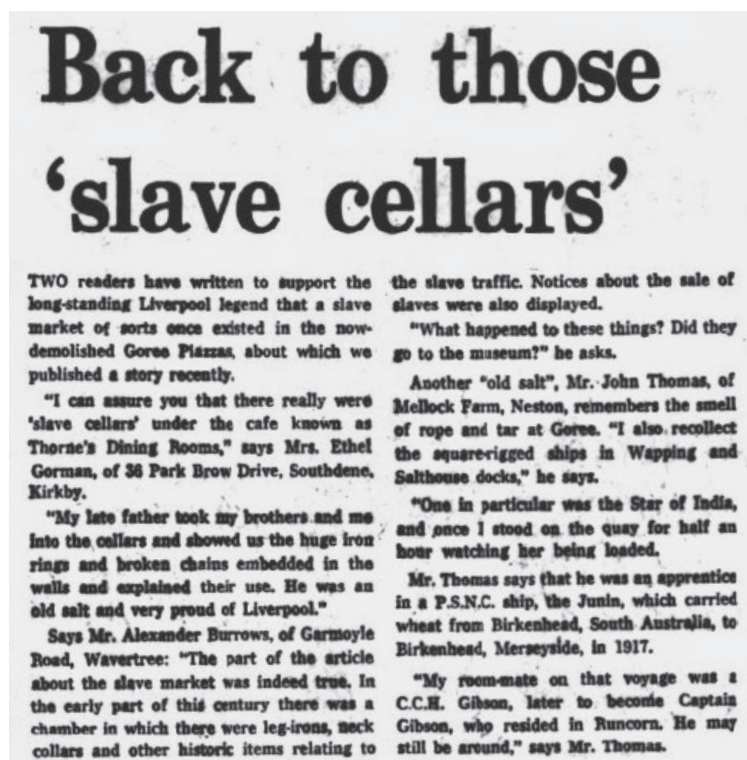 Back to those
‘slave cellars’
TWO readers have written to support the
long-standing Liverpool legend that a slave
market of sorts once existed in the now-
demolished Goree Piazzas, about which we
published a story recently.
"I can assure you that there really were
'slave cellars' under the cafe known as
Thorne's Dining Rooms," says Mrs. Ethel
Gorman, of 36 Park Brow Drive, Southdene,
Kirkby.
"My late father took my brothers and me
into the cellars and showed us the huge iron
rings and broken chains embedded in the
walls and explained their use. He was an
old salt and very proud of Liverpool."
Says Mr. Alexander Burrows, of Garmoyle
Road, Wavertree: "The part of the article
about the slave market was indeed true. In
the early part of this century there was a
chamber in which there were leg-irons, neck
collars and other historic items relating to
the slave traffic. Notices about the sale of
slaves were also displayed.
"What happened to these things? Did they
go to the museum?" he asks.
Another "old salt", Mr. John Thomas, of
Mellock Farm, Neston, remembers the smell
of rope and tar at Goree. "I also recollect
the square-rigged ships in Wapping and
Salthouse docks," he says.
"One in particular was the Star of India,
and once I stood on the quay for half an
hour watching her being loaded.
Mr. Thomas says that he was an apprentice
in a P.S.N.C. ship, the Junin, which carried
wheat from Birkenhead, South Australia, to
Birkenhead, Merseyside, in 1917.
"My room-mate on that voyage was a
C.C.H. Gibson, later to become Captain
Gibson, who resided in Runcorn. He may
still be around," says Mr. Thomas.